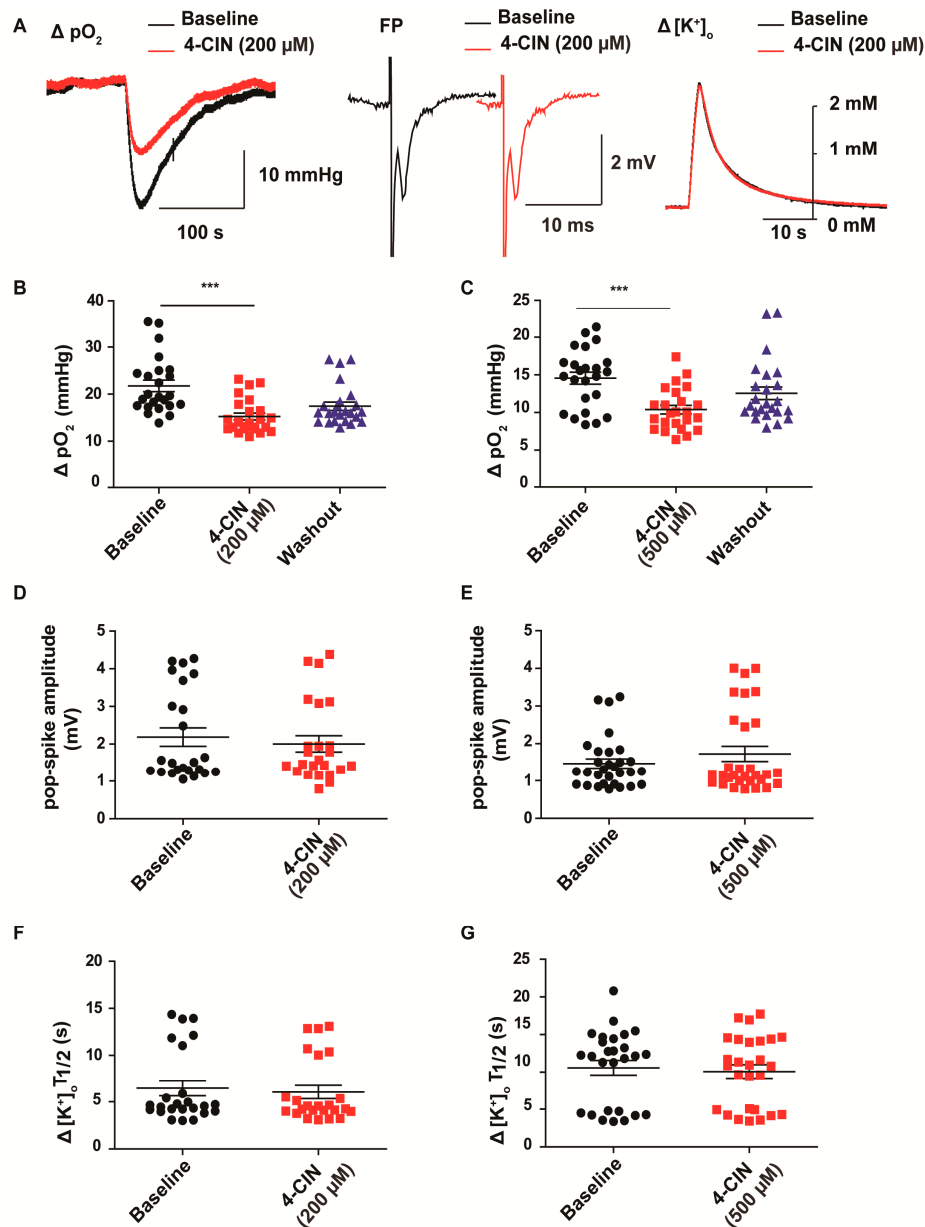 A
Δ pO2
Baseline
4-CIN (200 µM)
10 mmHg
100 s
FP
Baseline
4-CIN (200 µM)
2 mV
10 ms
Δ [K+]o
Baseline
4-CIN (200 µM)
2 mM
1 mM
0 mM
10 s
B
***
Δ pO2 (mmHg)
40
30
20
10
0
Baseline
4-CIN
(200 µM)
Washout
C
***
Δ pO2 (mmHg)
25
20
15
10
5
0
Baseline
4-CIN
(500 µM)
Washout
D
pop-spike amplitude
(mV)
5
4
3
2
1
0
Baseline
4-CIN
(200 µM)
E
pop-spike amplitude
(mV)
5
4
3
2
1
0
Baseline
4-CIN
(500 µM)
F
Δ [K+]o T1/2 (s)
20
15
10
5
0
Baseline
4-CIN
(200 µM)
G
Δ [K+]o T1/2 (s)
25
20
15
10
5
0
Baseline
4-CIN
(500 µM)